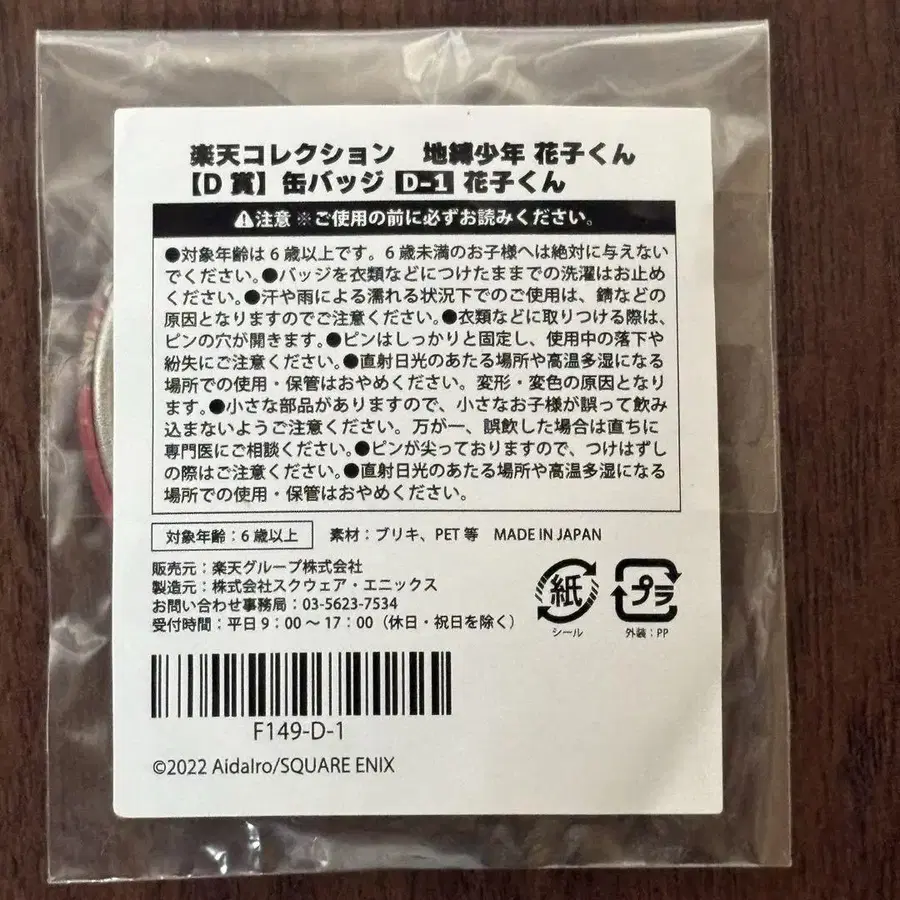 楽天コレクション　地縛少年 花子くん
【D 賞】缶バッジ D-1 花子くん
⚠注意 ※ご使用の前に必ずお読みください。
●対象年齢は6歳以上です。6歳未満のお子様へは絶対に与えない
でください。●バッジを衣類などにつけたままでの洗濯はお止め
ください。●汗や雨による濡れる状況下でのご使用は、錆などの
原因となりますのでご注意ください。●衣類などに取りつける際は、
ピンの穴が開きます。●ピンはしっかりと固定し、使用中の落下や
紛失にご注意ください。●直射日光のあたる場所や高温多湿になる
場所での使用・保管はおやめください。変形・変色の原因となり
ます。●小さな部品がありますので、小さなお子様が誤って飲み
込まないようご注意ください。万が一、誤飲した場合は直ちに
専門医にご相談ください。●ピンが尖っておりますので、つけはずし
の際はご注意ください。●直射日光のあたる場所や高温多湿になる
場所での使用・保管はおやめください。
対象年齢：6歳以上　素材：ブリキ、PET等　MADE IN JAPAN
販売元：楽天グループ株式会社
製造元：株式会社スクウェア・エニックス
お問い合わせ事務局：03-5623-7534
受付時間：平日9：00～17：00（休日・祝日を除く）
紙 プラ
シール 外装：PP
F149-D-1
©2022 AidaIro/SQUARE ENIX